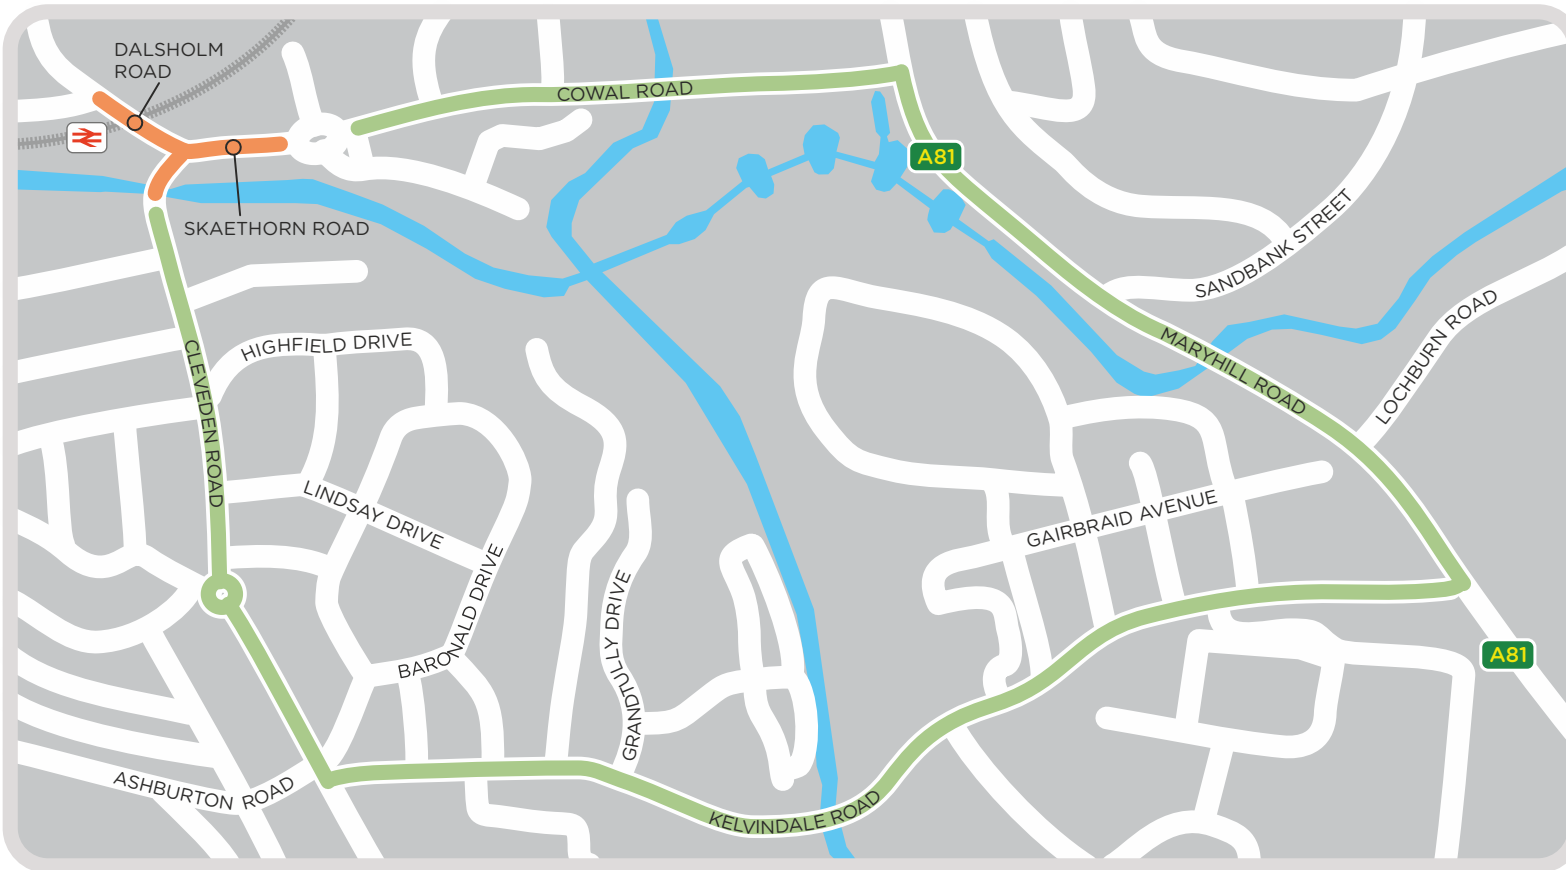 DALSHOLM
ROAD
COWAL ROAD
A81
SKAETHORN ROAD
SANDBANK STREET
LOCHBURN ROAD
MARYHILL ROAD
HIGHFIELD DRIVE
CLEVEDEN ROAD
LINDSAY DRIVE
GAIRBRAID AVENUE
BARONALD DRIVE
GRANDTULLY DRIVE
A81
ASHBURTON ROAD
KELVINDALE ROAD